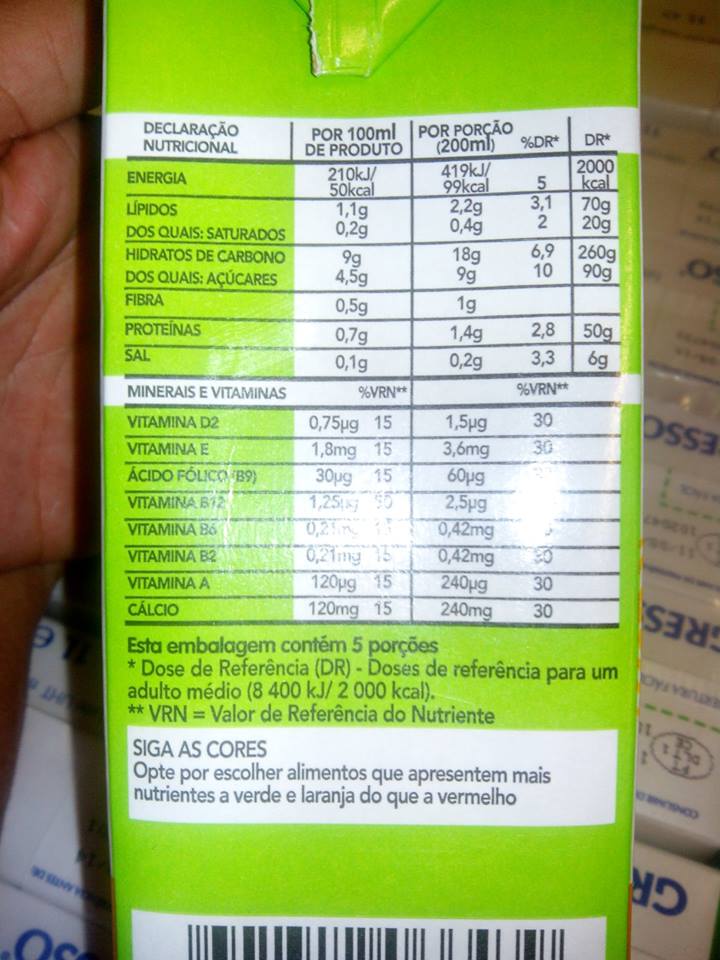 DECLARAÇÃO NUTRICIONAL POR 100ml DE PRODUTO POR PORÇÃO (200ml) %DR* DR*
ENERGIA 210kJ/ 50kcal 419kJ/ 99kcal 5 2000 kcal
LÍPIDOS 1,1g 2,2g 3,1 70g
DOS QUAIS: SATURADOS 0,2g 0,4g 2 20g
HIDRATOS DE CARBONO 9g 18g 6,9 260g
DOS QUAIS: AÇÚCARES 4,5g 9g 10 90g
FIBRA 0,5g 1g
PROTEÍNAS 0,7g 1,4g 2,8 50g
SAL 0,1g 0,2g 3,3 6g
MINERAIS E VITAMINAS %VRN** %VRN**
VITAMINA D2 0,75µg 15 1,5µg 30
VITAMINA E 1,8mg 15 3,6mg 30
ÁCIDO FÓLICO (B9) 30µg 15 60µg
VITAMINA B12 1,25µg 2,5µg
VITAMINA B6 0,21mg 0,42mg
VITAMINA B2 0,21mg 15 0,42mg 30
VITAMINA A 120µg 15 240µg 30
CÁLCIO 120mg 15 240mg 30
Esta embalagem contém 5 porções
* Dose de Referência (DR) - Doses de referência para um
adulto médio (8 400 kJ/ 2 000 kcal).
** VRN = Valor de Referência do Nutriente
SIGA AS CORES
Opte por escolher alimentos que apresentem mais
nutrientes a verde e laranja do que a vermelho